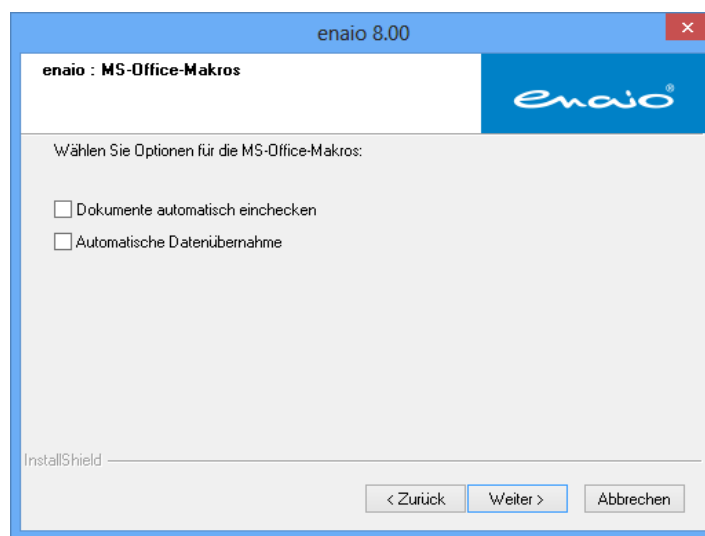 enaio 8.00
enaio : MS-Office-Makros
enaio®
Wählen Sie Optionen für die MS-Office-Makros:
Dokumente automatisch einchecken
Automatische Datenübernahme
InstallShield
< Zurück Weiter > Abbrechen